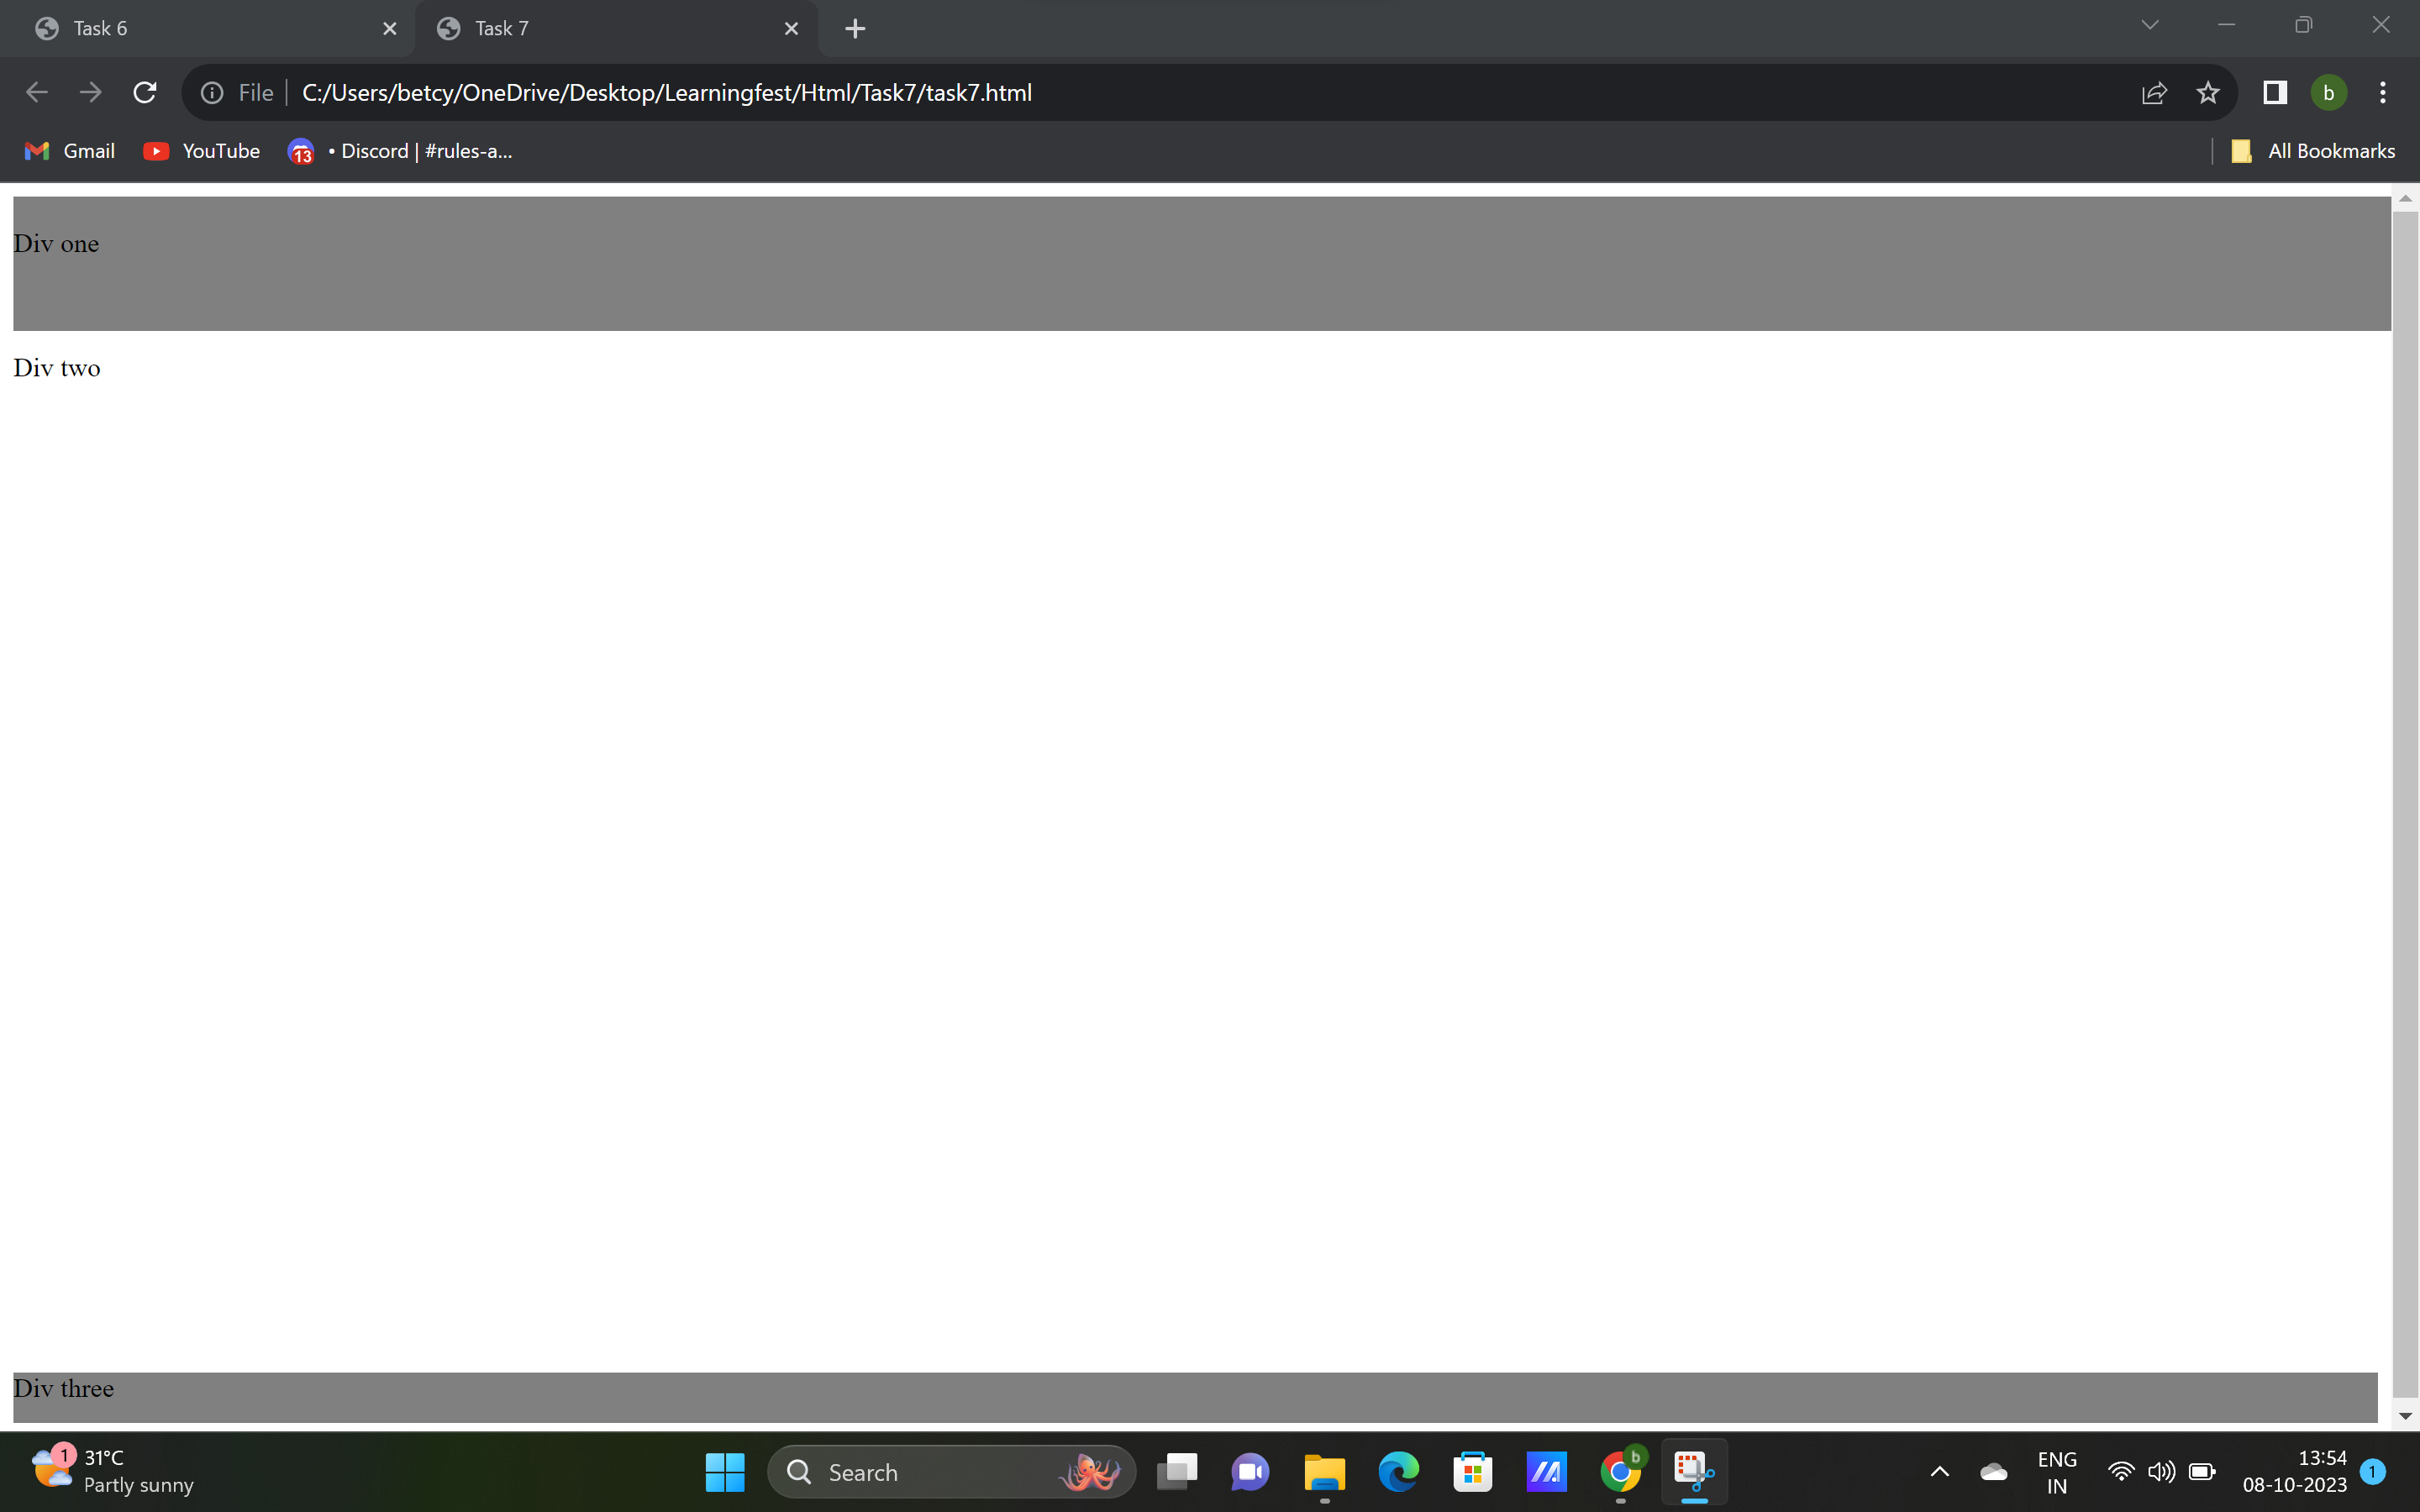 Task 6
Task 7
File
C:/Users/betcy/OneDrive/Desktop/Learningfest/Html/Task7/task7.html
b
Gmail
YouTube
13
• Discord | #rules-a...
All Bookmarks
Div one
Div two
Div three
1
31°C
Partly sunny
Search
b
ENG
IN
13:54
08-10-2023
1